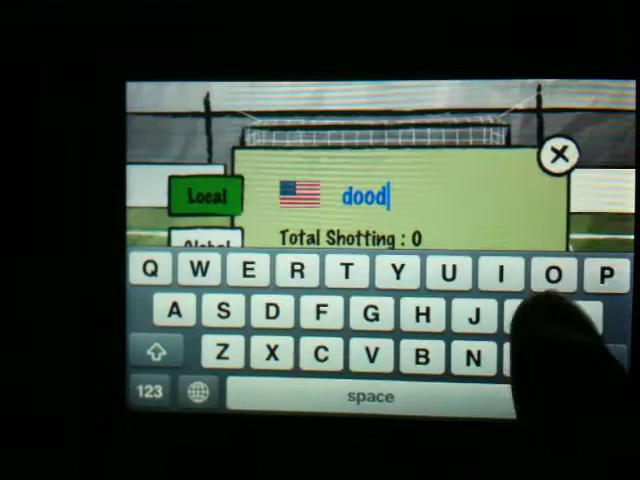 Local
dood
Total Shotting : 0
Q W E R T Y U I O P
A S D F G H J
Z X C V B N
123 space